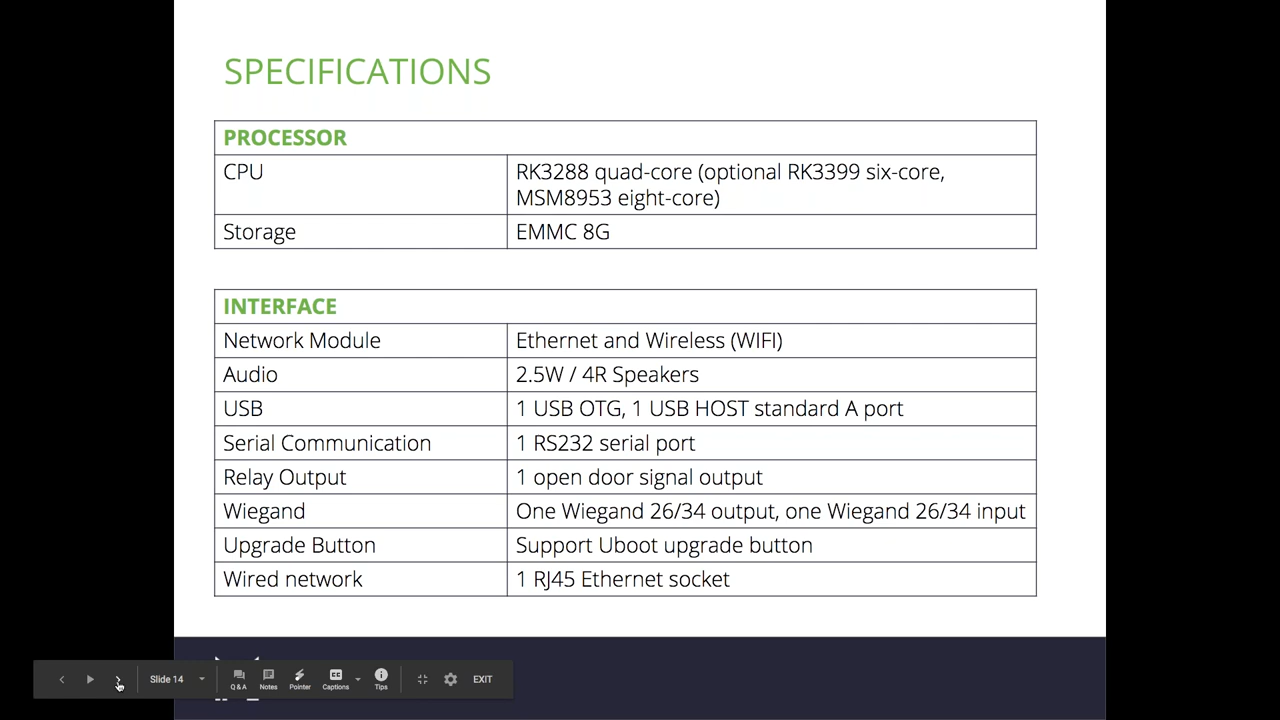 SPECIFICATIONS
PROCESSOR
CPU
RK3288 quad-core (optional RK3399 six-core,
MSM8953 eight-core)
Storage
EMMC 8G
INTERFACE
Network Module
Ethernet and Wireless (WIFI)
Audio
2.5W / 4R Speakers
USB
1 USB OTG, 1 USB HOST standard A port
Serial Communication
1 RS232 serial port
Relay Output
1 open door signal output
Wiegand
One Wiegand 26/34 output, one Wiegand 26/34 input
Upgrade Button
Support Uboot upgrade button
Wired network
1 RJ45 Ethernet socket
Slide 14
Q & A
Notes
Pointer
CC
Captions
Tips
EXIT